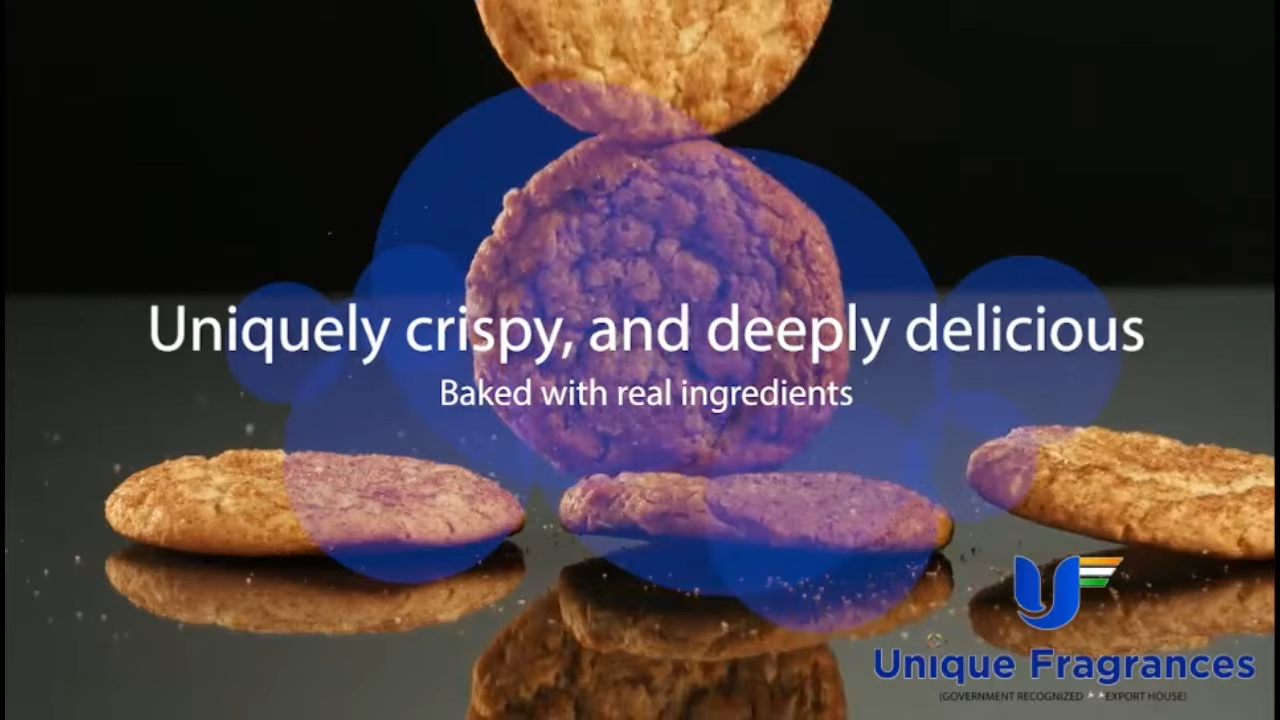 Uniquely crispy, and deeply delicious
Baked with real ingredients
Unique Fragrances
(GOVERNMENT RECOGNIZED ** EXPORT HOUSE)